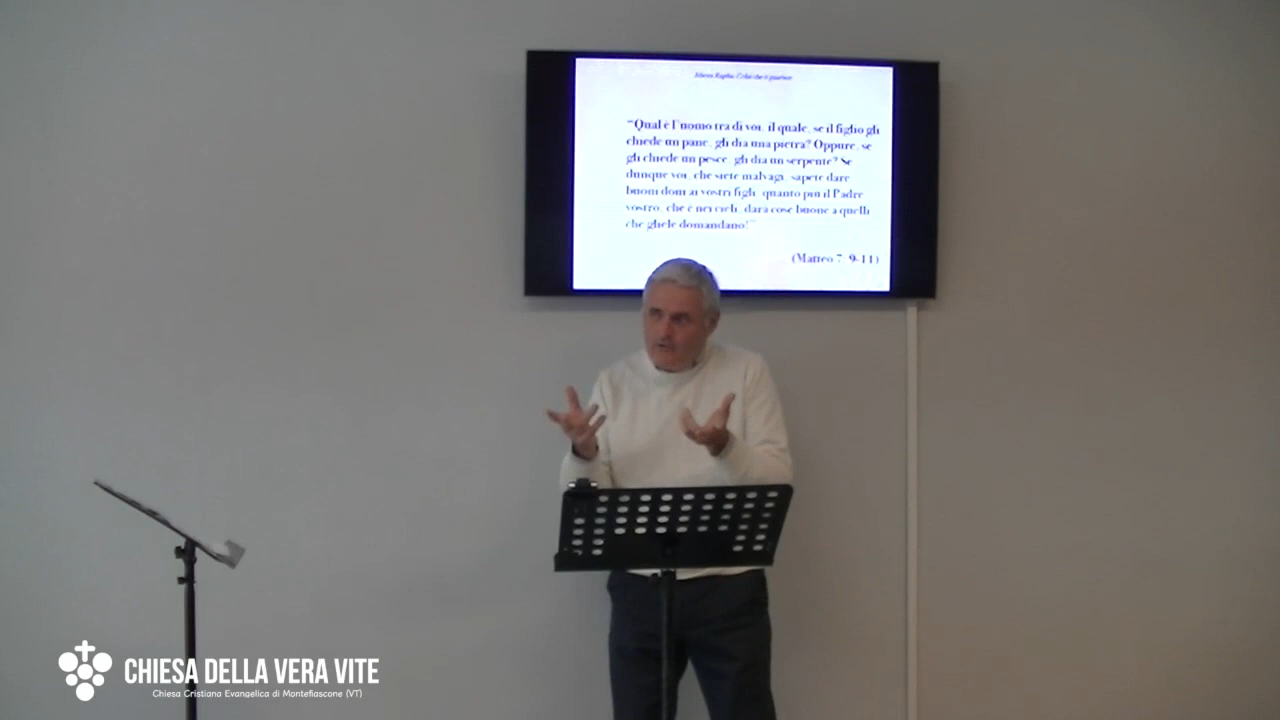 "Qual è l'uomo tra di voi, il quale, se il figlio gli
chiede un pane, gli dia una pietra? Oppure, se
gli chiede un pesce, gli dia un serpente? Se
dunque voi, che siete malvagi, sapete dare
buoni doni ai vostri figli, quanto più il Padre
vostro, che è nei cieli, darà cose buone a quelli
che gliele domandano!"
(Matteo 7, 9-11)
CHIESA DELLA VERA VITE
Chiesa Cristiana Evangelica di Montefiascone (VT)